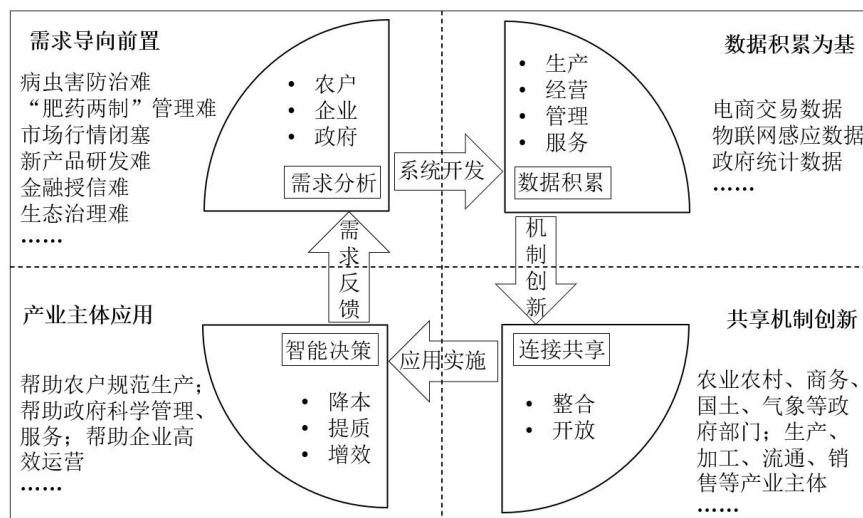 需求导向前置
病虫害防治难
“肥药两制”管理难
市场行情闭塞
新产品研发难
金融授信难
生态治理难
……
• 农户
• 企业
• 政府
需求分析
系统开发
• 生产
• 经营
• 管理
• 服务
数据积累
数据积累为基
电商交易数据
物联网感应数据
政府统计数据
……
机制创新
共享机制创新
农业农村、商务、
国土、气象等政
府部门；生产、
加工、流通、销
售等产业主体
……
连接共享
• 整合
• 开放
应用实施
智能决策
• 降本
• 提质
• 增效
产业主体应用
帮助农户规范生产；
帮助政府科学管理、
服务；帮助企业高
效运营
……
需求反馈